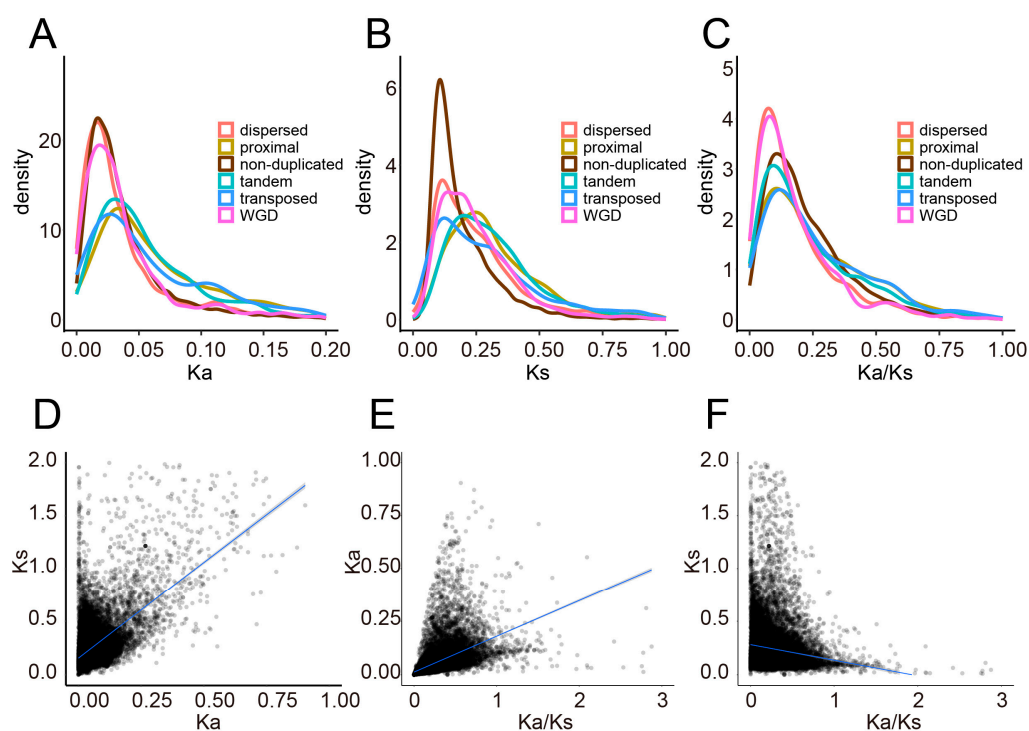 A
B
C
density
20
10
0
dispersed
proximal
non-duplicated
tandem
transposed
WGD
0.00 0.05 0.10 0.15 0.20
Ka
density
6
4
2
0
dispersed
proximal
non-duplicated
tandem
transposed
WGD
0.00 0.25 0.50 0.75 1.00
Ks
density
5
4
3
2
1
0
dispersed
proximal
non-duplicated
tandem
transposed
WGD
0.00 0.25 0.50 0.75 1.00
Ka/Ks
D
E
F
Ks
2.0
1.5
1.0
0.5
0.0
0.00 0.25 0.50 0.75 1.00
Ka
Ka
1.00
0.75
0.50
0.25
0.00
0 1 2 3
Ka/Ks
Ks
2.0
1.5
1.0
0.5
0.0
0 1 2 3
Ka/Ks